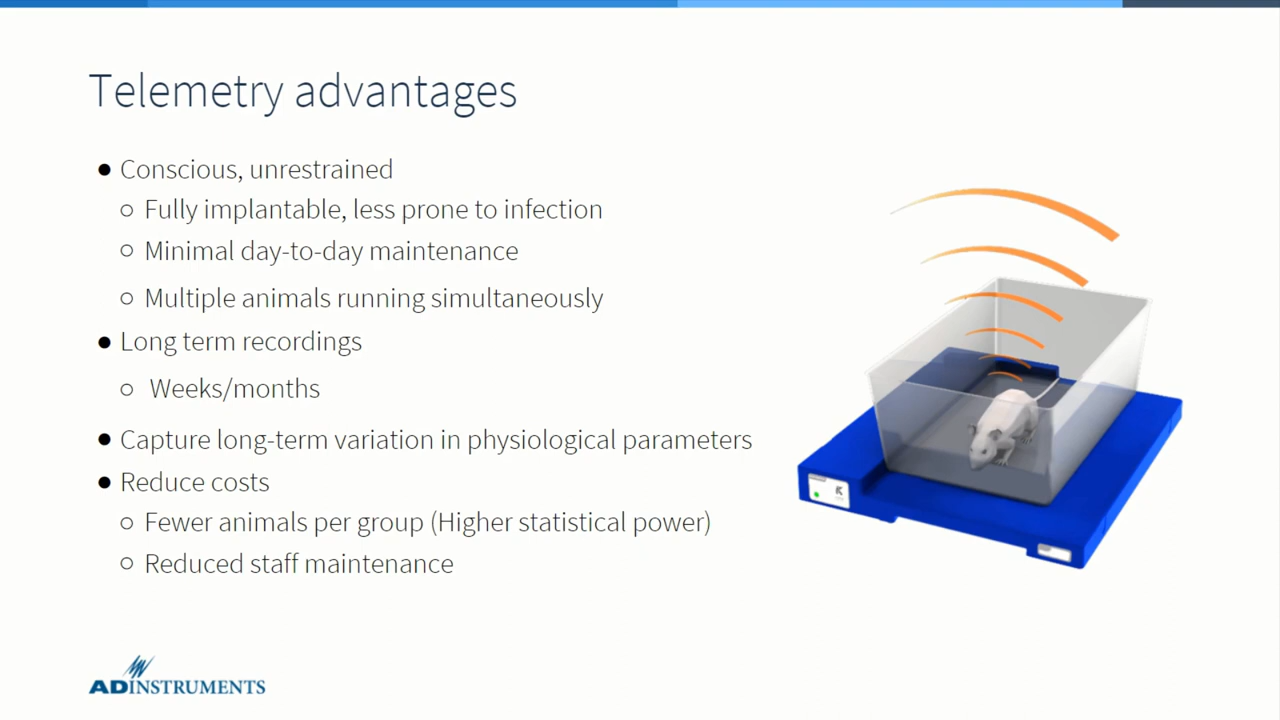 Telemetry advantages
● Conscious, unrestrained
○ Fully implantable, less prone to infection
○ Minimal day-to-day maintenance
○ Multiple animals running simultaneously
● Long term recordings
○ Weeks/months
● Capture long-term variation in physiological parameters
● Reduce costs
○ Fewer animals per group (Higher statistical power)
○ Reduced staff maintenance
ADINSTRUMENTS